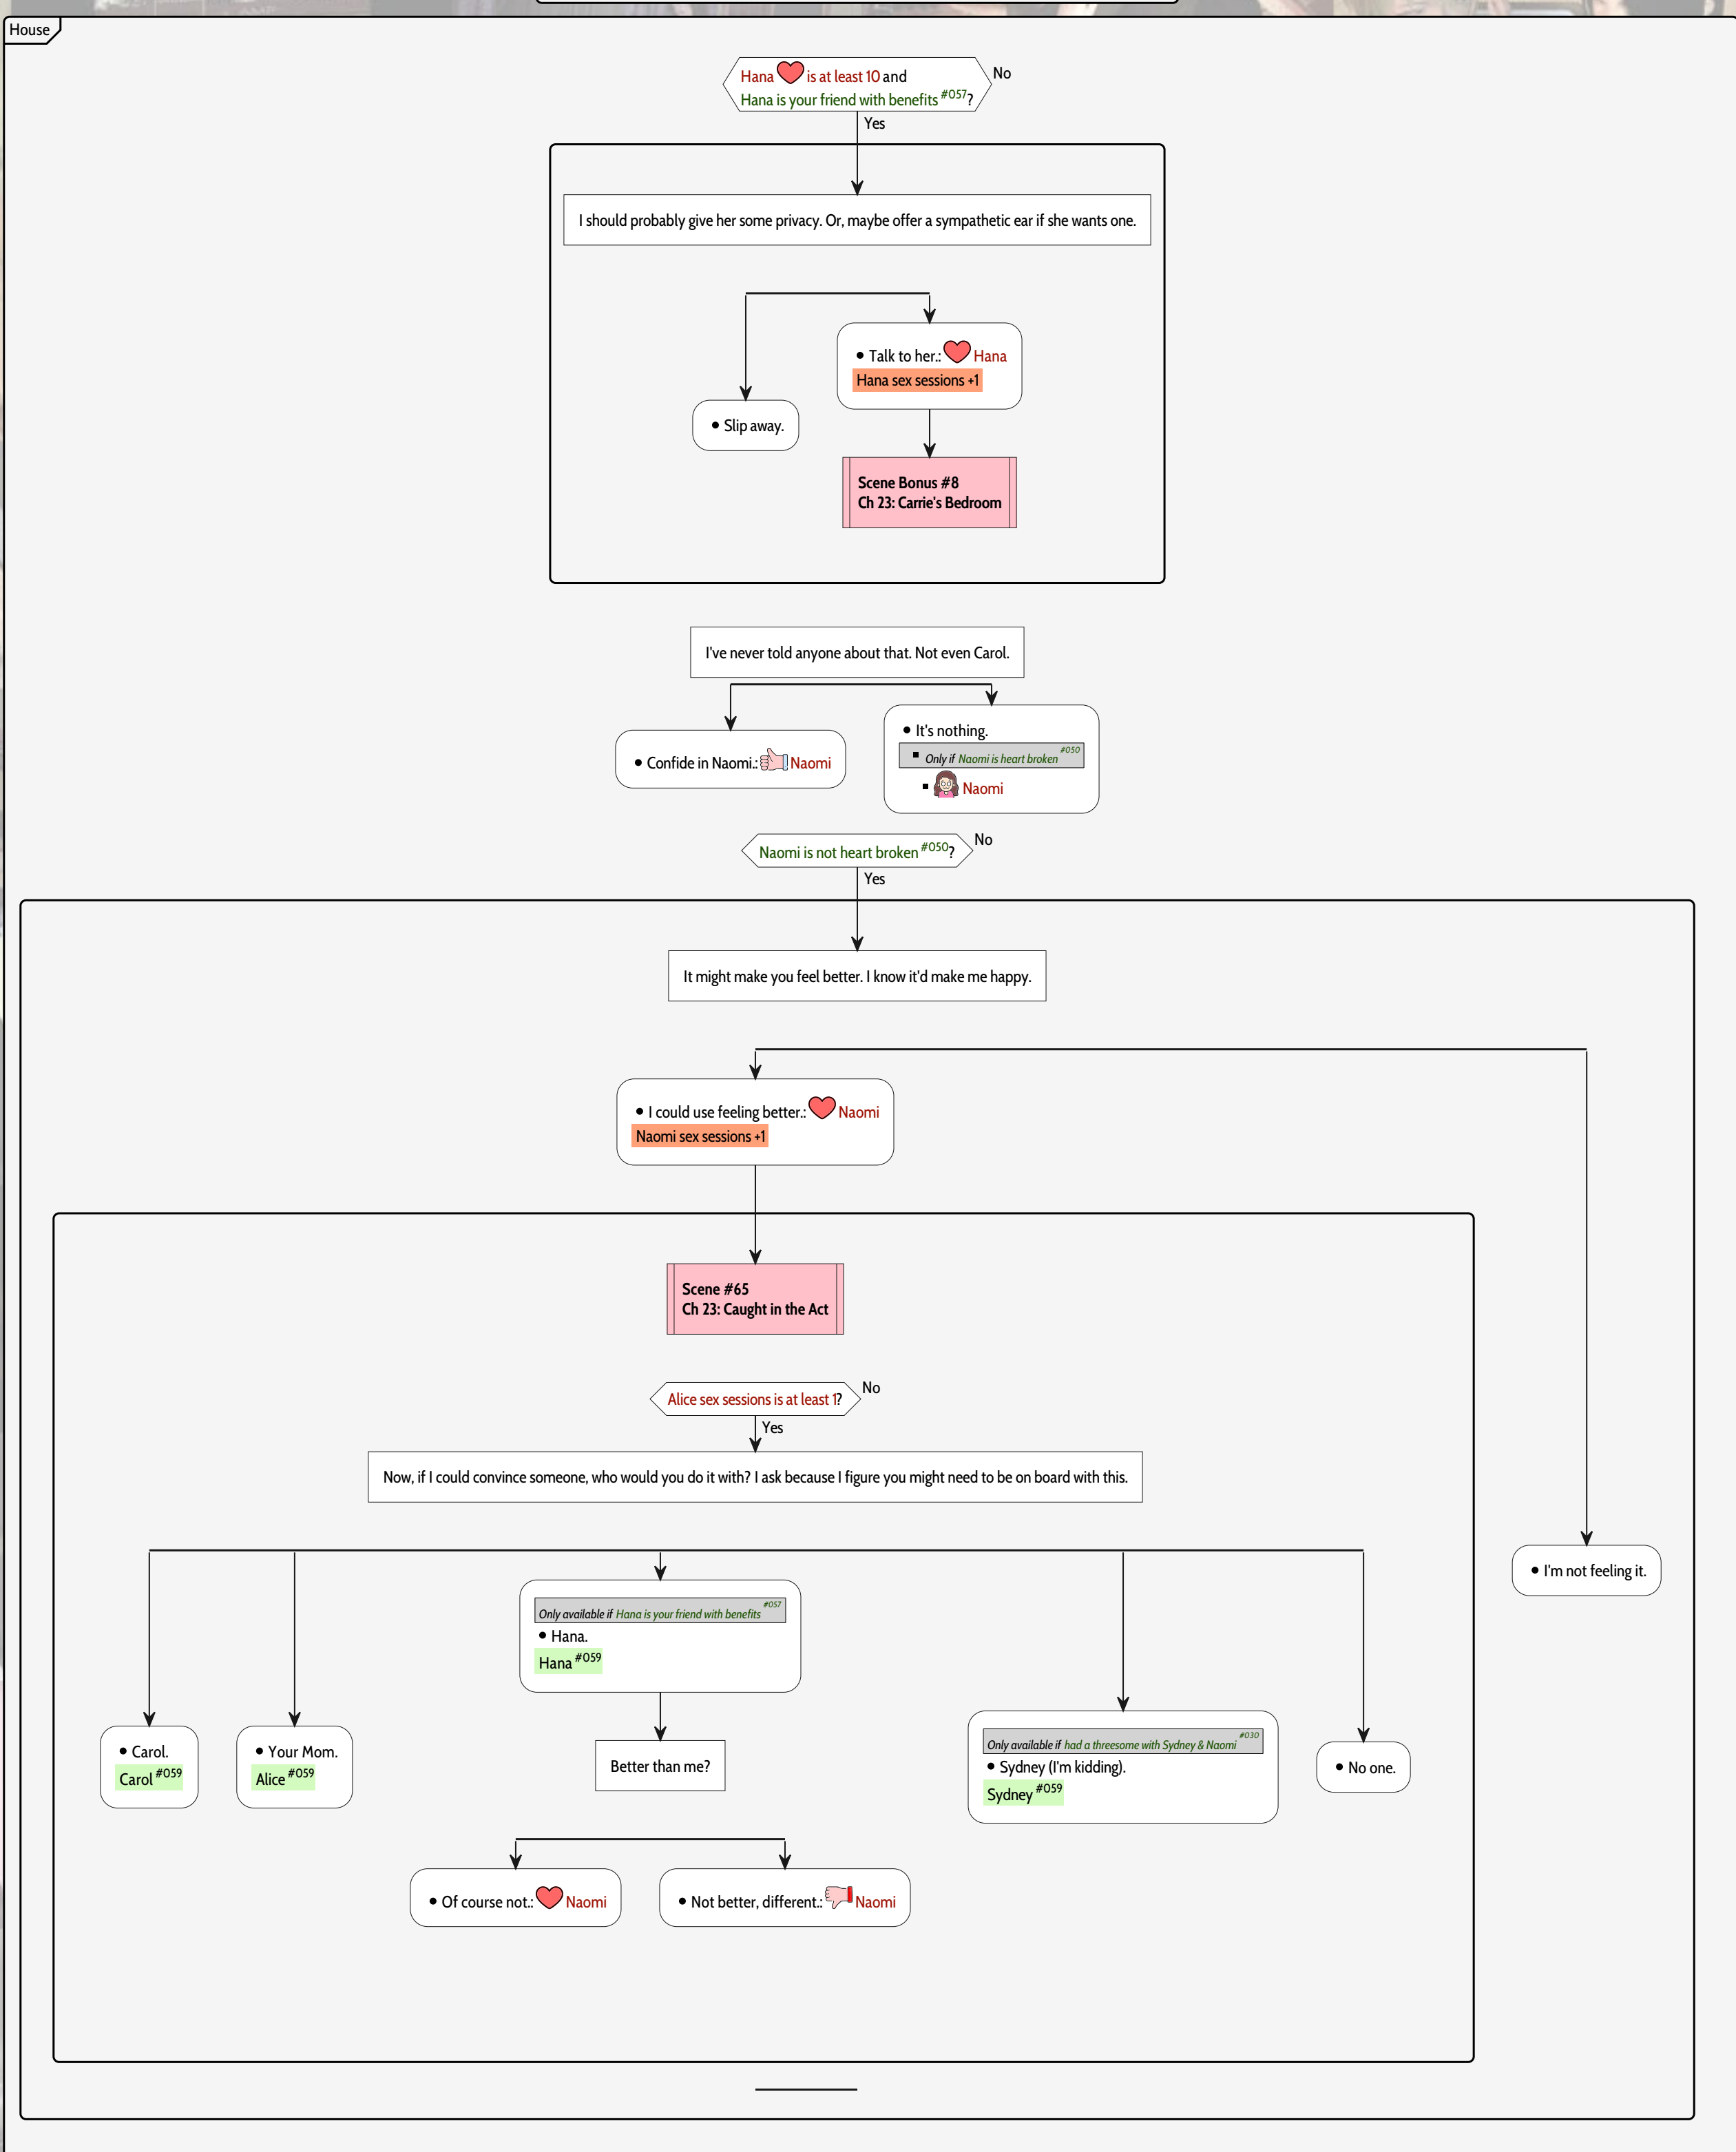 House
Hana is at least 10 and
Hana is your friend with benefits #057?
No
Yes
I should probably give her some privacy. Or, maybe offer a sympathetic ear if she wants one.
• Talk to her.: Hana
Hana sex sessions +1
• Slip away.
Scene Bonus #8
Ch 23: Carrie's Bedroom
I've never told anyone about that. Not even Carol.
• Confide in Naomi.: Naomi
• It's nothing.
▪ Only if Naomi is heart broken #050
▪ Naomi
Naomi is not heart broken #050?
No
Yes
It might make you feel better. I know it'd make me happy.
• I could use feeling better.: Naomi
Naomi sex sessions +1
Scene #65
Ch 23: Caught in the Act
Alice sex sessions is at least 1?
No
Yes
Now, if I could convince someone, who would you do it with? I ask because I figure you might need to be on board with this.
• I'm not feeling it.
• Carol.
Carol #059
• Your Mom.
Alice #059
Only available if Hana is your friend with benefits #057
• Hana.
Hana #059
Better than me?
Only available if had a threesome with Sydney & Naomi #030
• Sydney (I'm kidding).
Sydney #059
• No one.
• Of course not.: Naomi
• Not better, different.: Naomi